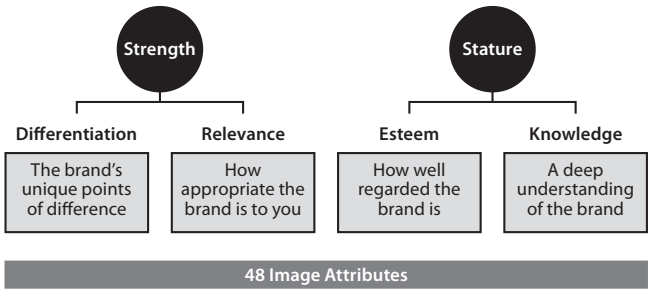 Strength
Stature
Differentiation
Relevance
Esteem
Knowledge
The brand's
unique points
of difference
How
appropriate the
brand is to you
How well
regarded the
brand is
A deep
understanding
of the brand
48 Image Attributes